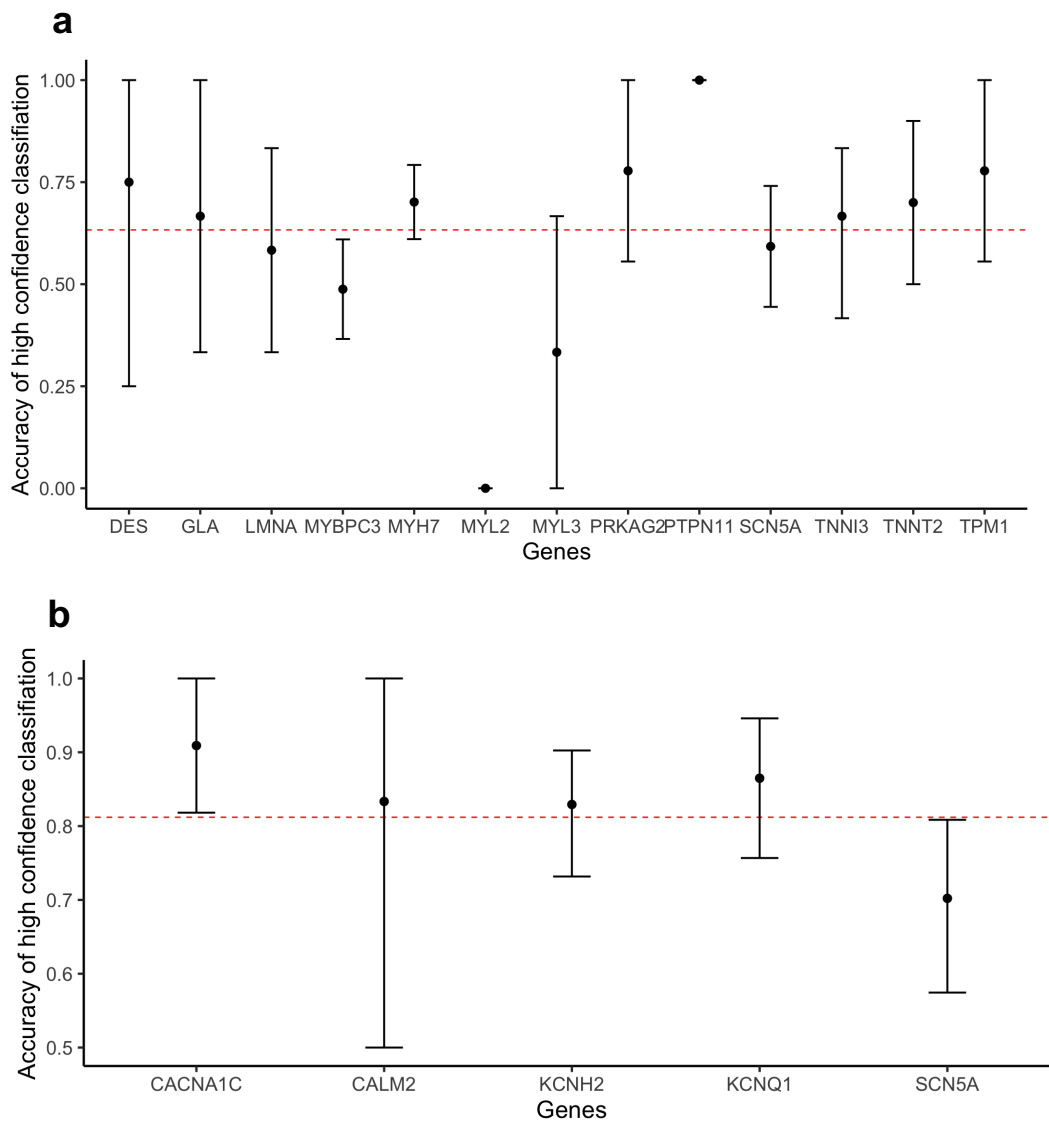 a
Accuracy of high confidence classifiation
1.00
0.75
0.50
0.25
0.00
DES GLA LMNA MYBPC3 MYH7 MYL2 MYL3 PRKAG2 PTPN11 SCN5A TNNI3 TNNT2 TPM1
Genes
b
Accuracy of high confidence classifiation
1.0
0.9
0.8
0.7
0.6
0.5
CACNA1C CALM2 KCNH2 KCNQ1 SCN5A
Genes